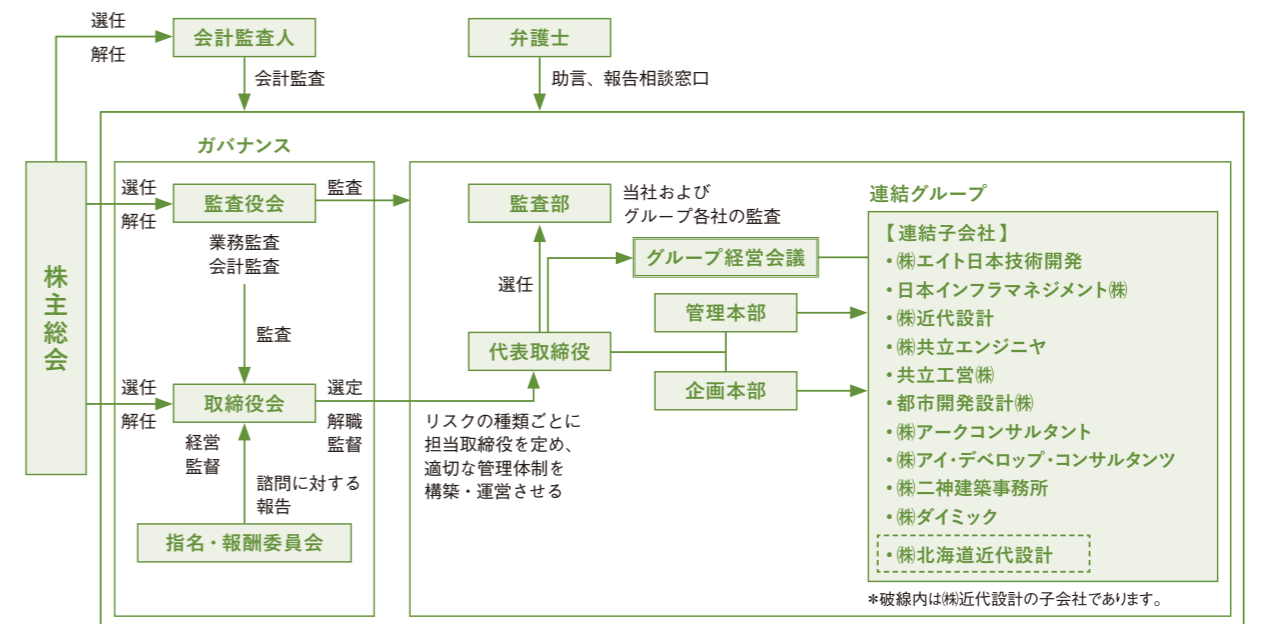 選任
解任
会計監査人
会計監査
弁護士
助言、報告相談窓口
株主総会
ガバナンス
選任
解任
監査役会
監査
業務監査
会計監査
監査
選任
解任
取締役会
選定
解職
監督
経営
監督
諮問に対する
報告
指名・報酬委員会
監査部
当社および
グループ各社の監査
選任
グループ経営会議
代表取締役
管理本部
企画本部
リスクの種類ごとに
担当取締役を定め、
適切な管理体制を
構築・運営させる
連結グループ
【連結子会社】
・㈱エイト日本技術開発
・日本インフラマネジメント㈱
・㈱近代設計
・㈱共立エンジニヤ
・共立工営㈱
・都市開発設計㈱
・㈱アークコンサルタント
・㈱アイ・デベロップ・コンサルタンツ
・㈱二神建築事務所
・㈱ダイミック
・㈱北海道近代設計
＊破線内は㈱近代設計の子会社であります。